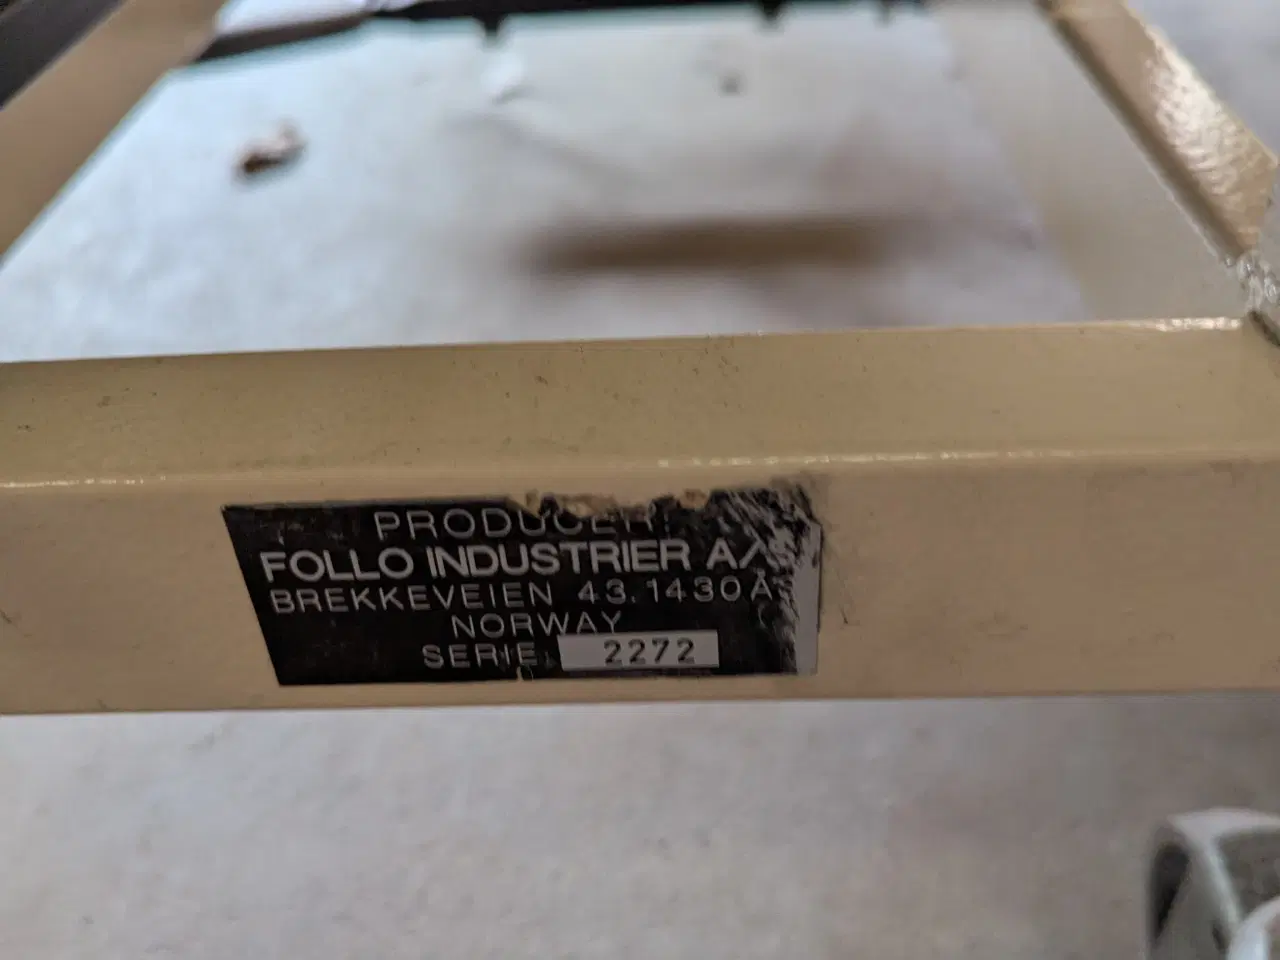 PRODUCER
FOLLO INDUSTRIER A/
BREKKEVEIEN 43. 1430 Å
NORWAY
SERIE 2272